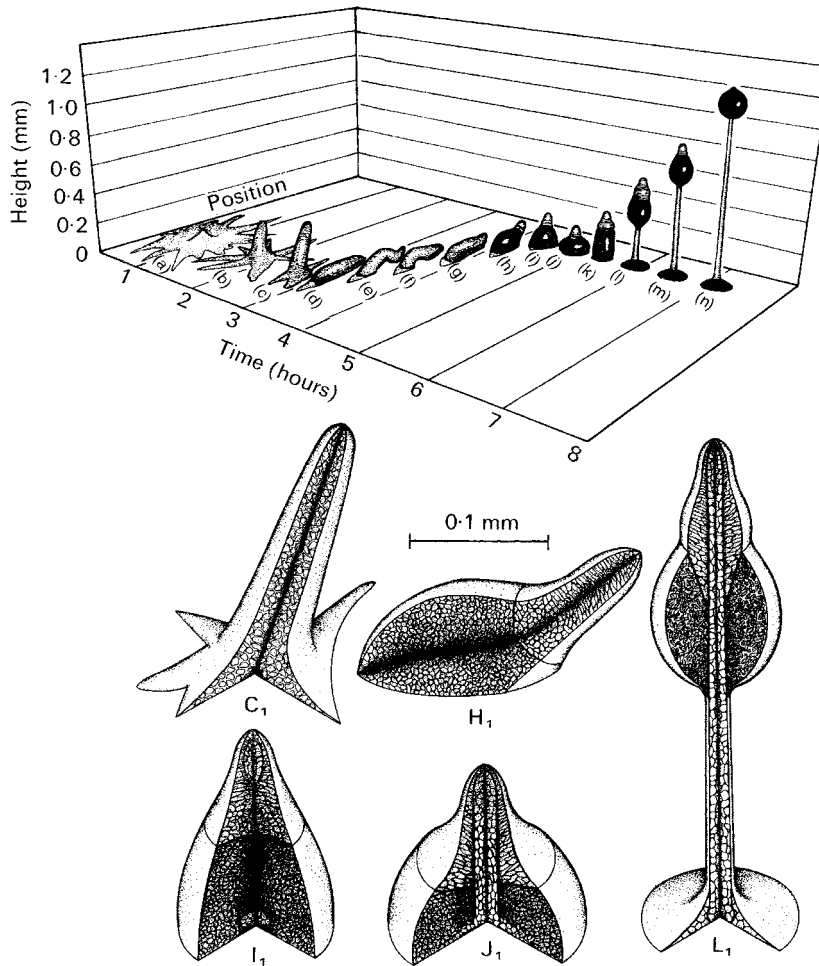 1·2
1·0
0·8
0·6
0·4
0·2
0
Height (mm)
Position
(a)
(b)
(c)
(d)
(e)
(f)
(g)
(h)
(i)
(j)
(k)
(l)
(m)
(n)
1
2
3
4
5
6
7
8
Time (hours)
0·1 mm
C₁
H₁
I₁
J₁
L₁